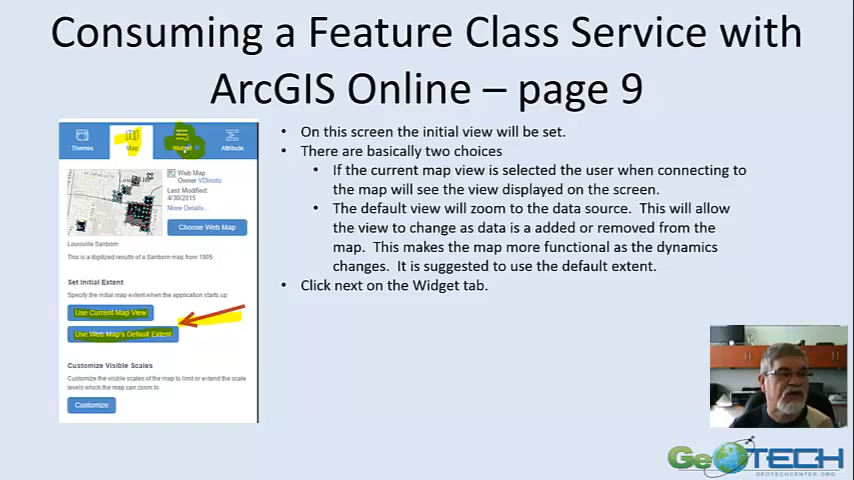 Consuming a Feature Class Service with
ArcGIS Online – page 9
Themes
Map
Widget
Attribute
Web Map
Owner VDinoto
Last Modified:
4/30/2015
More Details...
Choose Web Map
Louisville Sanborn
This is a digitized results of a Sanborn map from 1905.
Set Initial Extent
Specify the initial map extent when the application starts up
Use Current Map View
Use Web Map's Default Extent
Customize Visible Scales
Customize the visible scales of the map to limit or extend the scale
levels which the map can zoom to
Customize
• On this screen the initial view will be set.
• There are basically two choices
• If the current map view is selected the user when connecting to
the map will see the view displayed on the screen.
• The default view will zoom to the data source. This will allow
the view to change as data is a added or removed from the
map. This makes the map more functional as the dynamics
changes. It is suggested to use the default extent.
• Click next on the Widget tab.
GeoTECH
GEOTECHCENTER.ORG